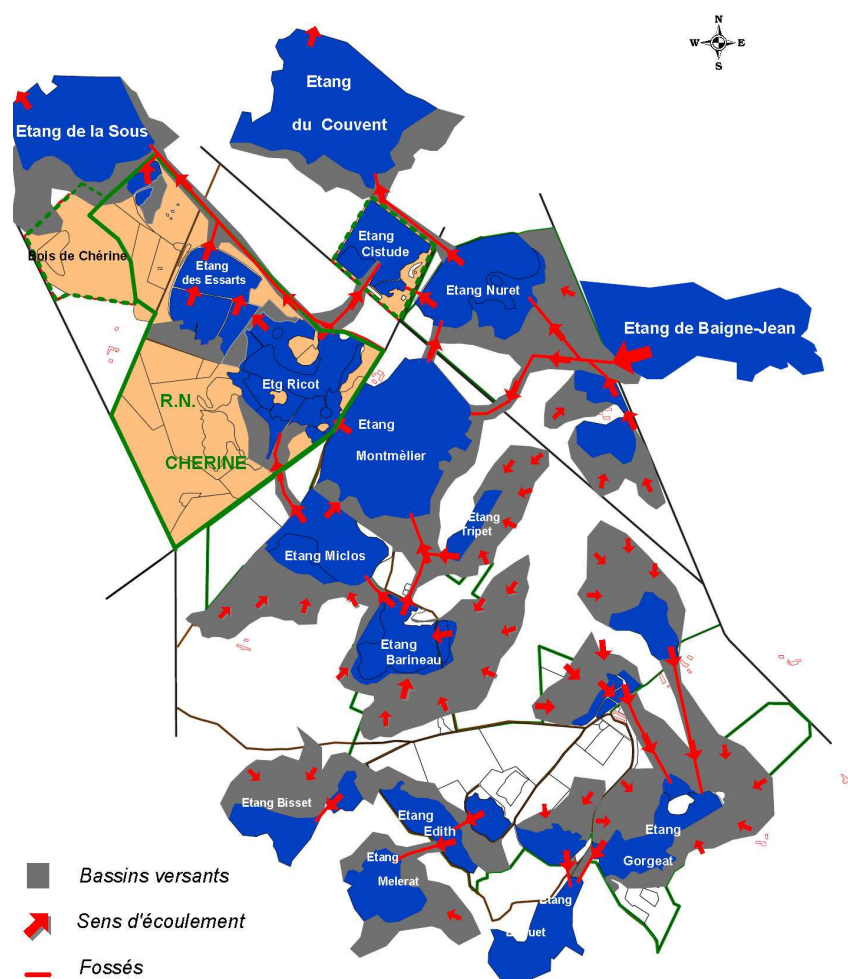 N
W E
S
Etang
du Couvent
Etang de la Sous
Etang
Cistude
Bois de Chérine
Etang
des Essarts
Etang Nuret
Etang de Baigne-Jean
Etg Ricot
R.N.
CHERINE
Etang
Montmèlier
Etang
Tripet
Etang Miclos
Etang
Barineau
Etang Bisset
Etang
Edith
Etang
Gorgeat
Etang
Melerat
Etang
Bassins versants
Sens d'écoulement
Fossés